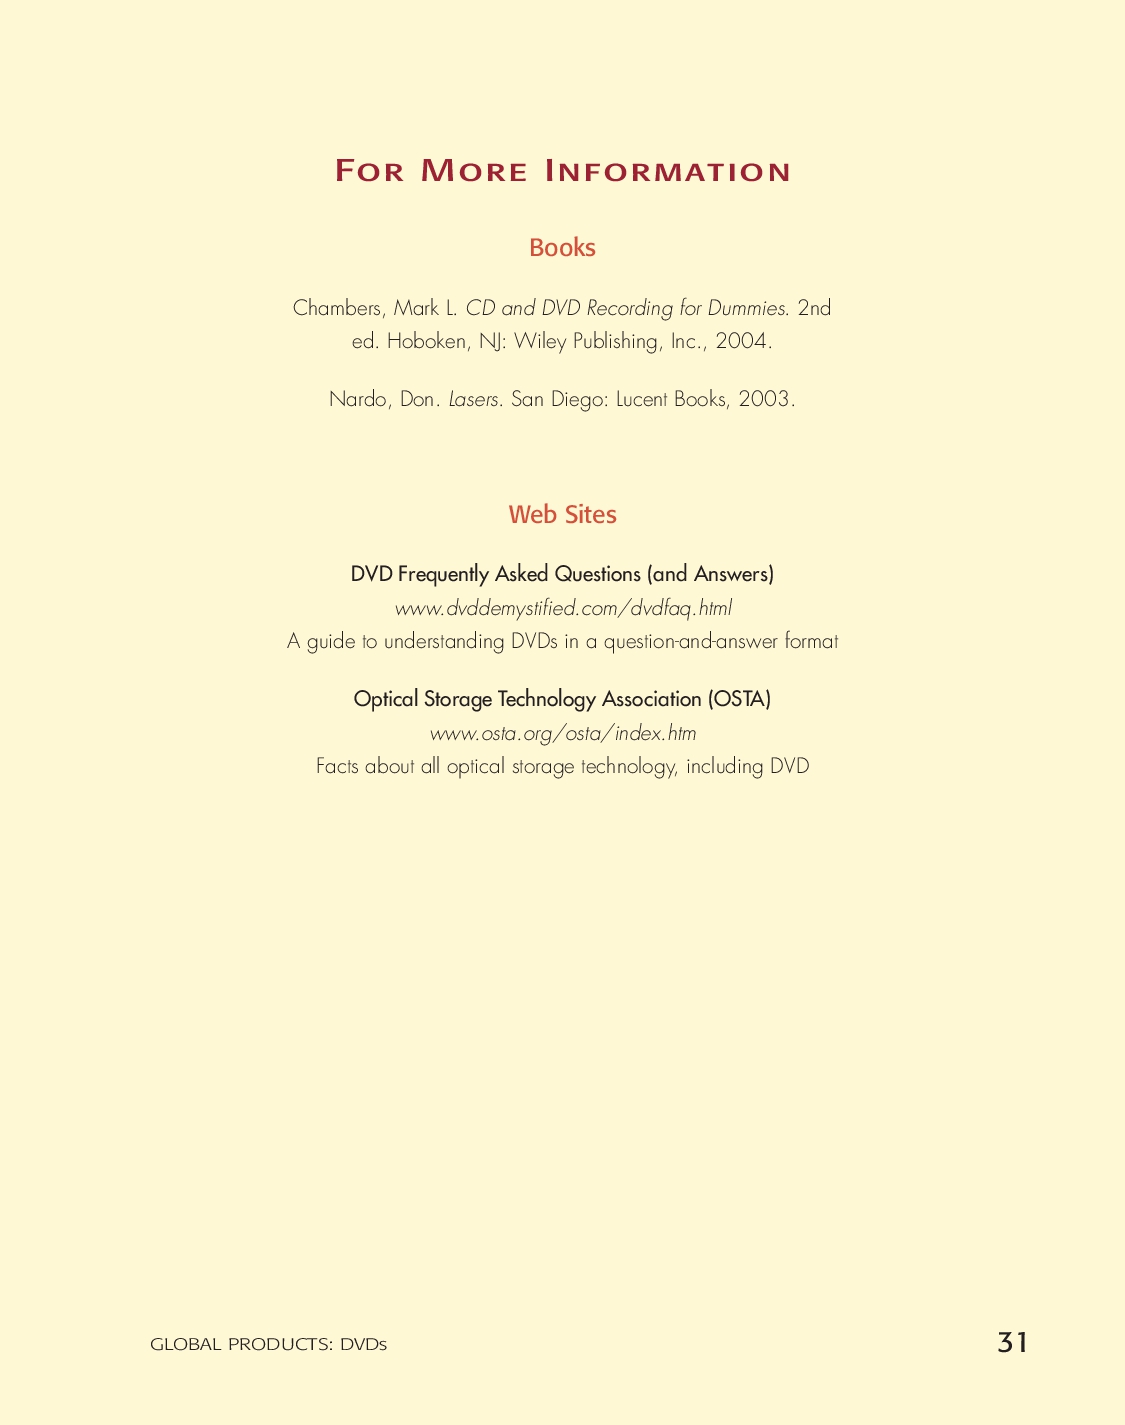 FOR MORE INFORMATION
Books
Chambers, Mark L. CD and DVD Recording for Dummies. 2nd
ed. Hoboken, NJ: Wiley Publishing, Inc., 2004.
Nardo, Don. Lasers. San Diego: Lucent Books, 2003.
Web Sites
DVD Frequently Asked Questions (and Answers)
www.dvddemystified.com/dvdfaq.html
A guide to understanding DVDs in a question-and-answer format
Optical Storage Technology Association (OSTA)
www.osta.org/osta/index.htm
Facts about all optical storage technology, including DVD
GLOBAL PRODUCTS: DVDs
31